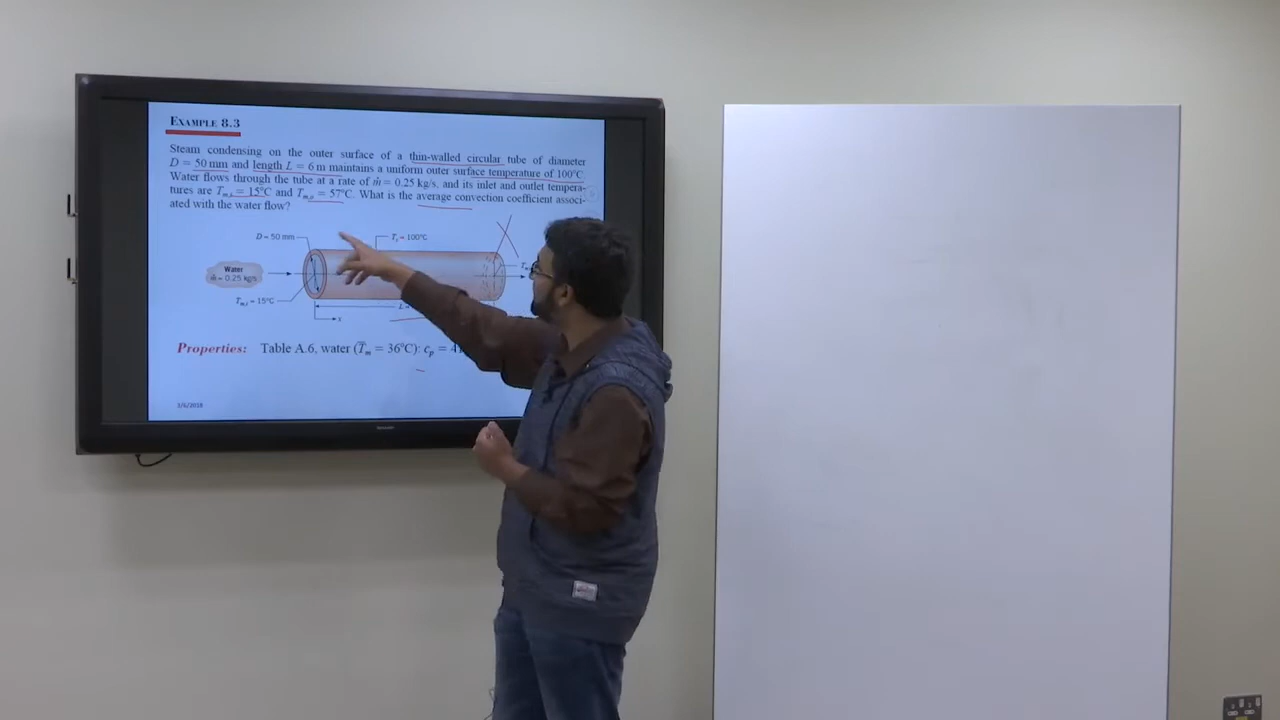 EXAMPLE 8.3
Steam condensing on the outer surface of a thin-walled circular tube of diameter
D = 50 mm and length L = 6 m maintains a uniform outer surface temperature of 100°C.
Water flows through the tube at a rate of ṁ = 0.25 kg/s, and its inlet and outlet tempera-
tures are Tm,i = 15°C and Tm,o = 57°C. What is the average convection coefficient associ-
ated with the water flow?
D = 50 mm
Ts = 100°C
Water
ṁ = 0.25 kg/s
Tm,i = 15°C
x
Properties: Table A.6, water (T̅m = 36°C): cp =
3/6/2018
SHARP